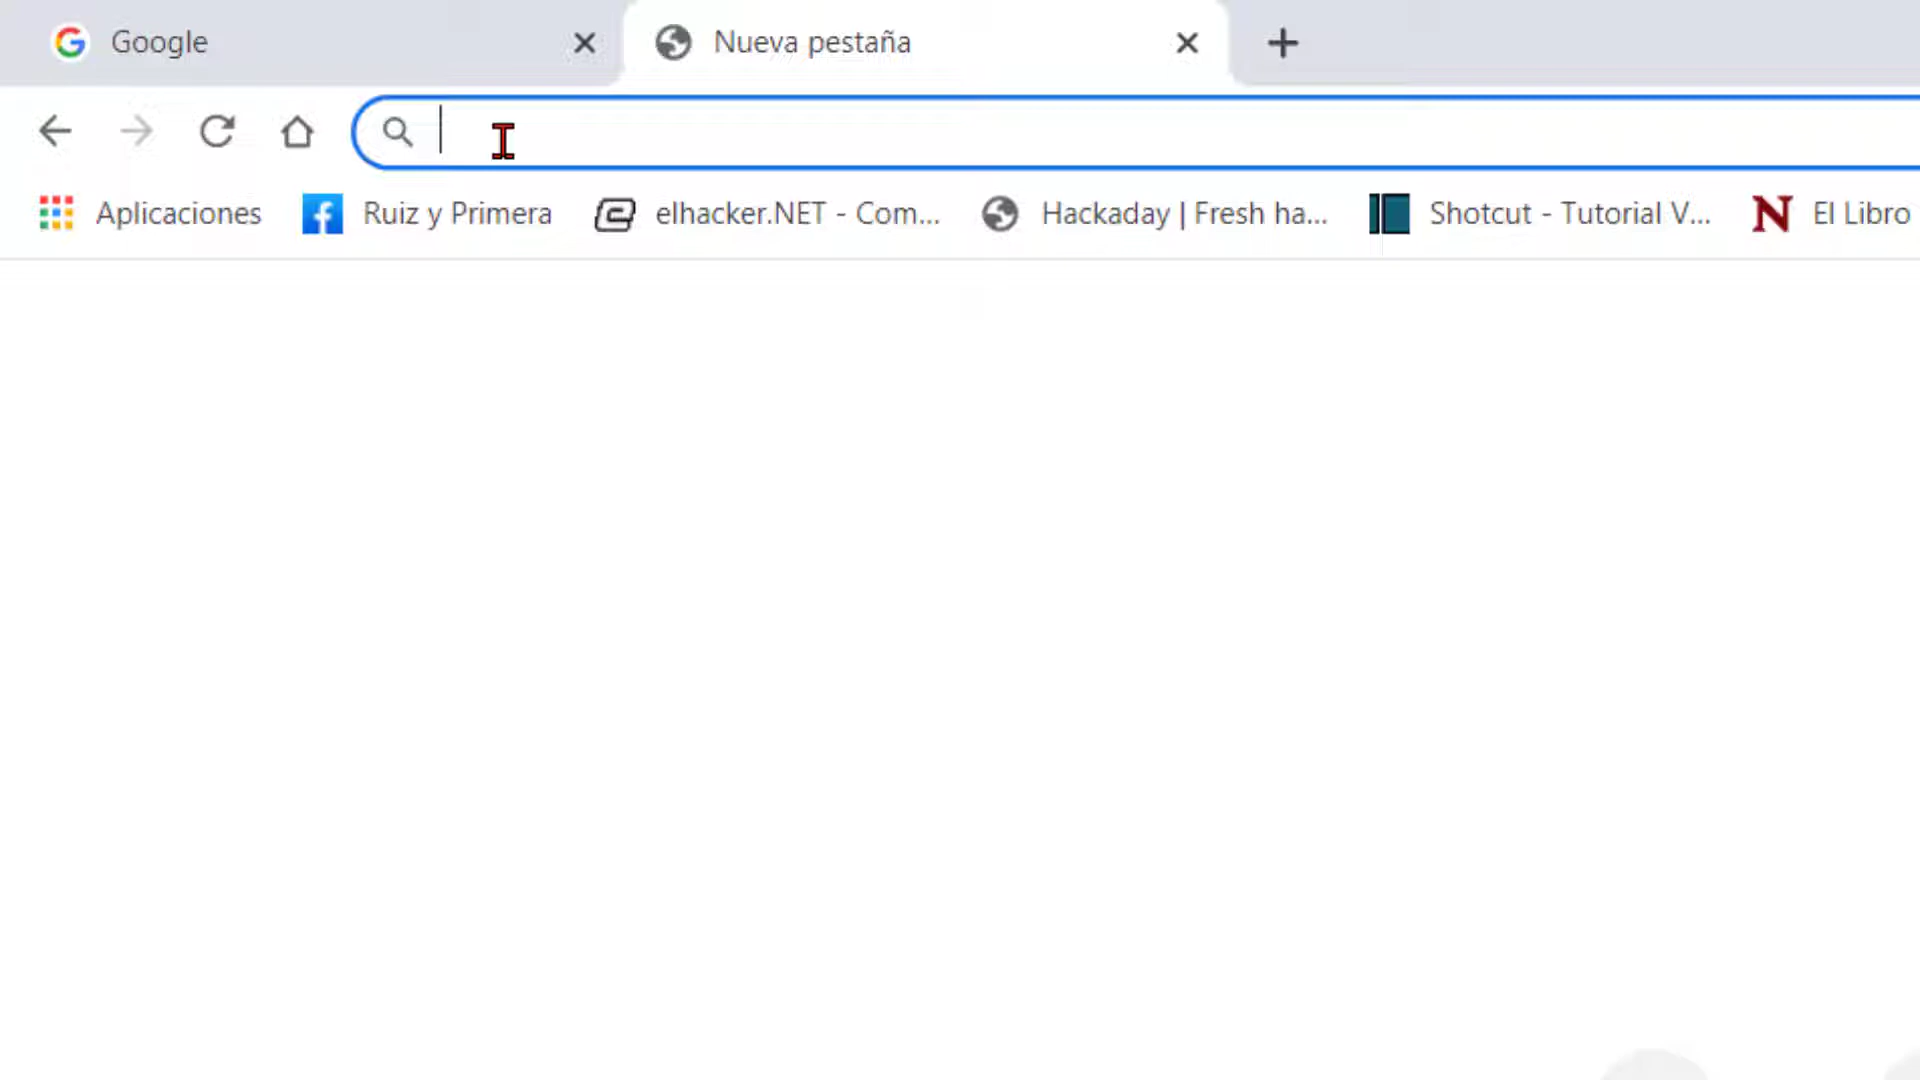 Google
Nueva pestaña
Aplicaciones
Ruiz y Primera
elhacker.NET - Com...
Hackaday | Fresh ha...
Shotcut - Tutorial V...
El Libro